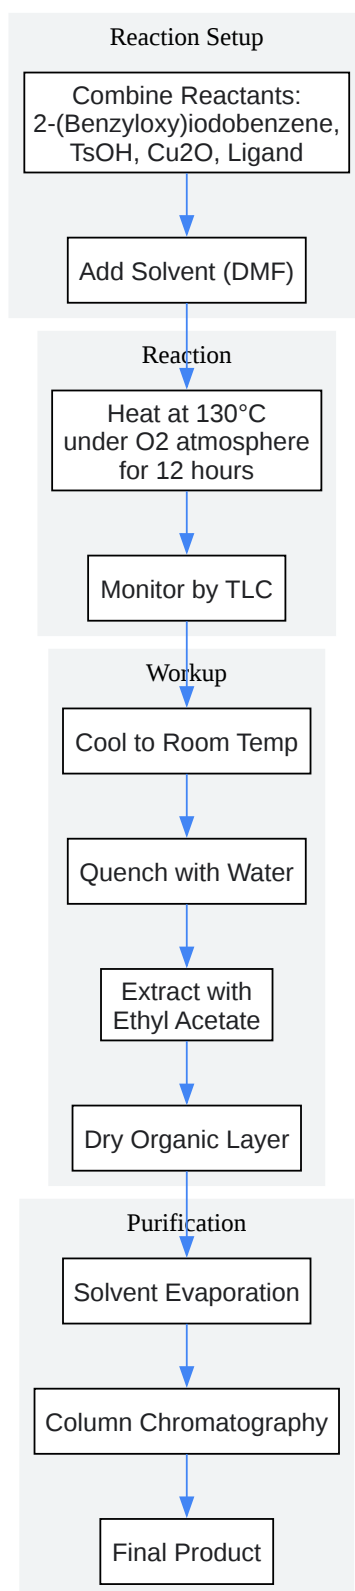 Reaction Setup
Combine Reactants:
2-(Benzyloxy)iodobenzene,
TsOH, Cu2O, Ligand
Add Solvent (DMF)
Reaction
Heat at 130°C
under O2 atmosphere
for 12 hours
Monitor by TLC
Workup
Cool to Room Temp
Quench with Water
Extract with
Ethyl Acetate
Dry Organic Layer
Purification
Solvent Evaporation
Column Chromatography
Final Product